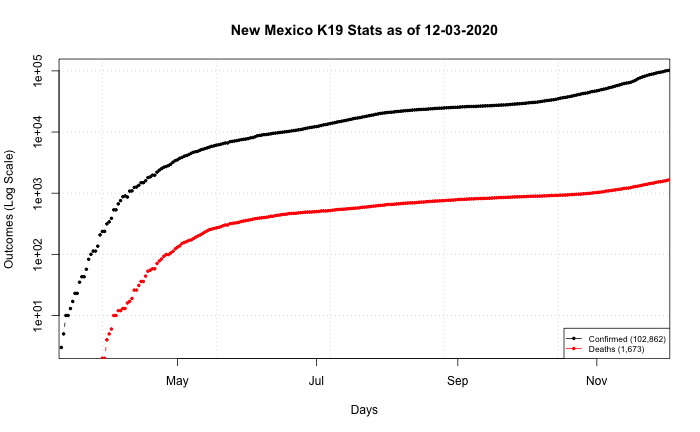 New Mexico K19 Stats as of 12-03-2020
Outcomes (Log Scale)
1e+05
1e+04
1e+03
1e+02
1e+01
Confirmed (102,862)
Deaths (1,673)
May
Jul
Sep
Nov
Days